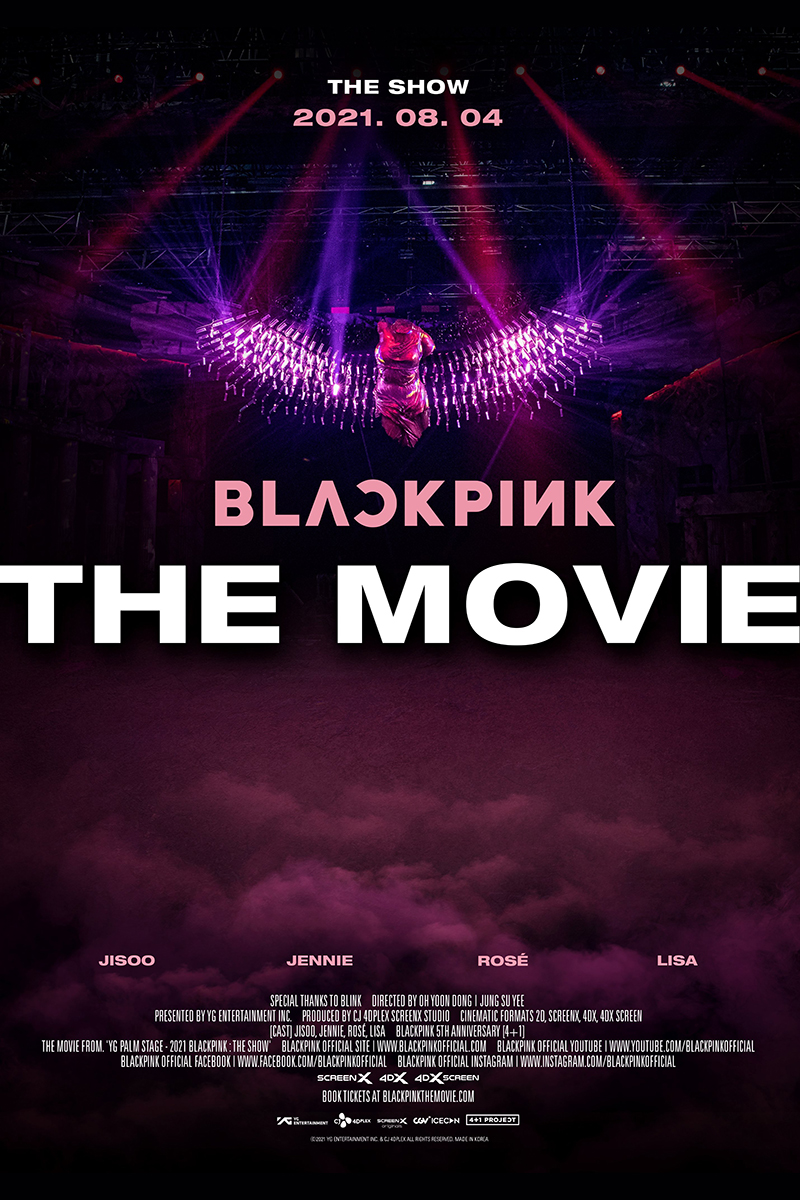 THE SHOW
2021. 08. 04
BLACKPINK
THE MOVIE
JISOO JENNIE ROSÉ LISA
SPECIAL THANKS TO BLINK DIRECTED BY OH YOON DONG I JUNG SU YEE
PRESENTED BY YG ENTERTAINMENT INC. PRODUCED BY CJ 4DPLEX SCREENX STUDIO CINEMATIC FORMATS 2D, SCREENX, 4DX, 4DX SCREEN
[CAST] JISOO, JENNIE, ROSÉ, LISA BLACKPINK 5TH ANNIVERSARY [4+1]
THE MOVIE FROM. 'YG PALM STAGE - 2021 BLACKPINK : THE SHOW' BLACKPINK OFFICIAL SITE I WWW.BLACKPINKOFFICIAL.COM BLACKPINK OFFICIAL YOUTUBE I WWW.YOUTUBE.COM/BLACKPINKOFFICIAL
BLACKPINK OFFICIAL FACEBOOK I WWW.FACEBOOK.COM/BLACKPINKOFFICIAL BLACKPINK OFFICIAL INSTAGRAM I WWW.INSTAGRAM.COM/BLACKPINKOFFICIAL
SCREENX 4DX 4DXSCREEN
BOOK TICKETS AT BLACKPINKTHEMOVIE.COM
YG YG ENTERTAINMENT CJ 4DPLEX SCREENX originals CGV ICECON 4+1 PROJECT
©2021 YG ENTERTAINMENT INC. & CJ 4DPLEX ALL RIGHTS RESERVED. MADE IN KOREA